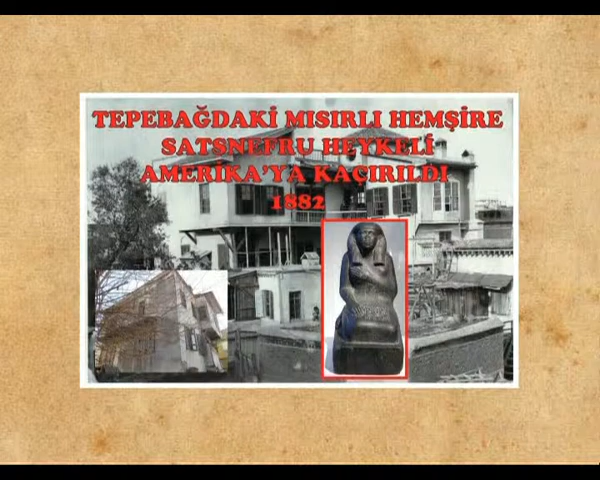 TEPEBAĞDAKİ MISIRLI HEMŞİRE
SATSNEFRU HEYKELİ
AMERİKA'YA KAÇIRILDI
1882